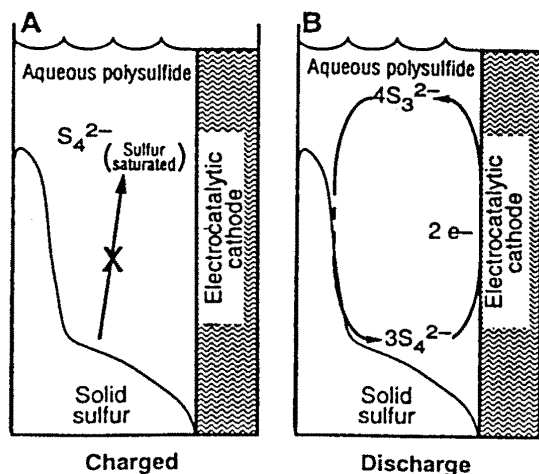 A
Aqueous polysulfide
S₄²⁻
(Sulfur
saturated)
X
Electrocatalytic
cathode
Solid
sulfur
Charged
B
Aqueous polysulfide
4S₃²⁻
2 e–
3S₄²⁻
Electrocatalytic
cathode
Solid
sulfur
Discharge